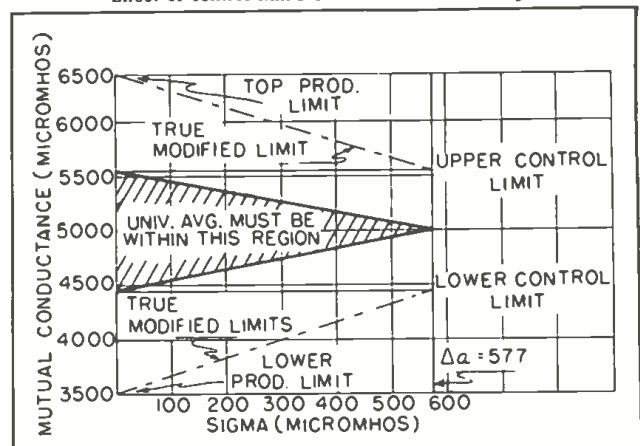 MUTUAL CONDUCTANCE (MICROMHOS)
6500
6000
5500
5000
4500
4000
3500
TOP PROD.
LIMIT
TRUE
MODIFIED LIMIT
UPPER CONTROL
LIMIT
UNIV. AVG. MUST BE
WITHIN THIS REGION
LOWER CONTROL
LIMIT
TRUE
MODIFIED LIMITS
LOWER
PROD. LIMIT
Δa = 577
100 200 300 400 500 600
SIGMA (MICROMHOS)